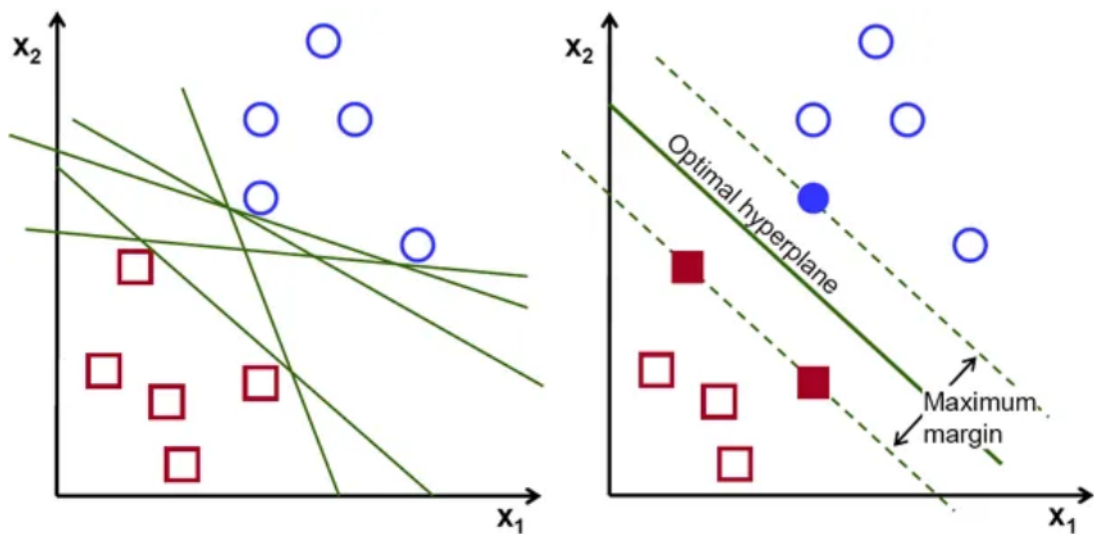 x₂
x₁
x₂
Optimal hyperplane
Maximum
margin
x₁